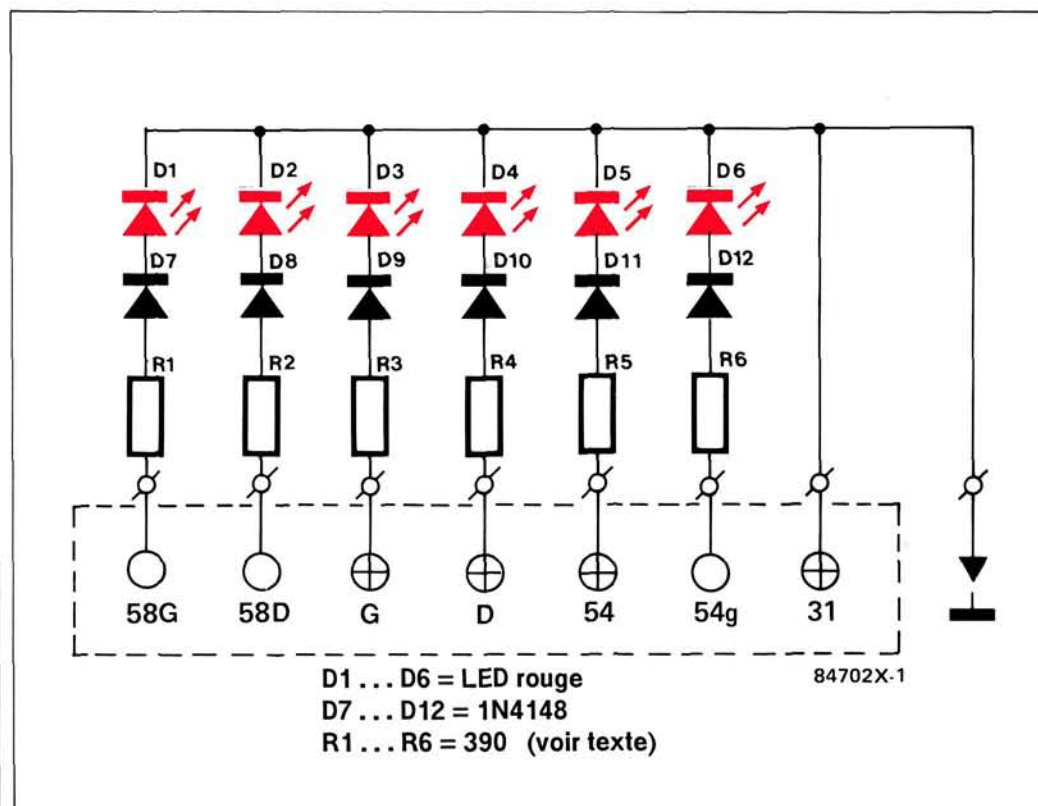 D1 D2 D3 D4 D5 D6
D7 D8 D9 D10 D11 D12
R1 R2 R3 R4 R5 R6
58G 58D G D 54 54g 31
84702X-1
D1 . . . D6 = LED rouge
D7 . . . D12 = 1N4148
R1 . . . R6 = 390 (voir texte)